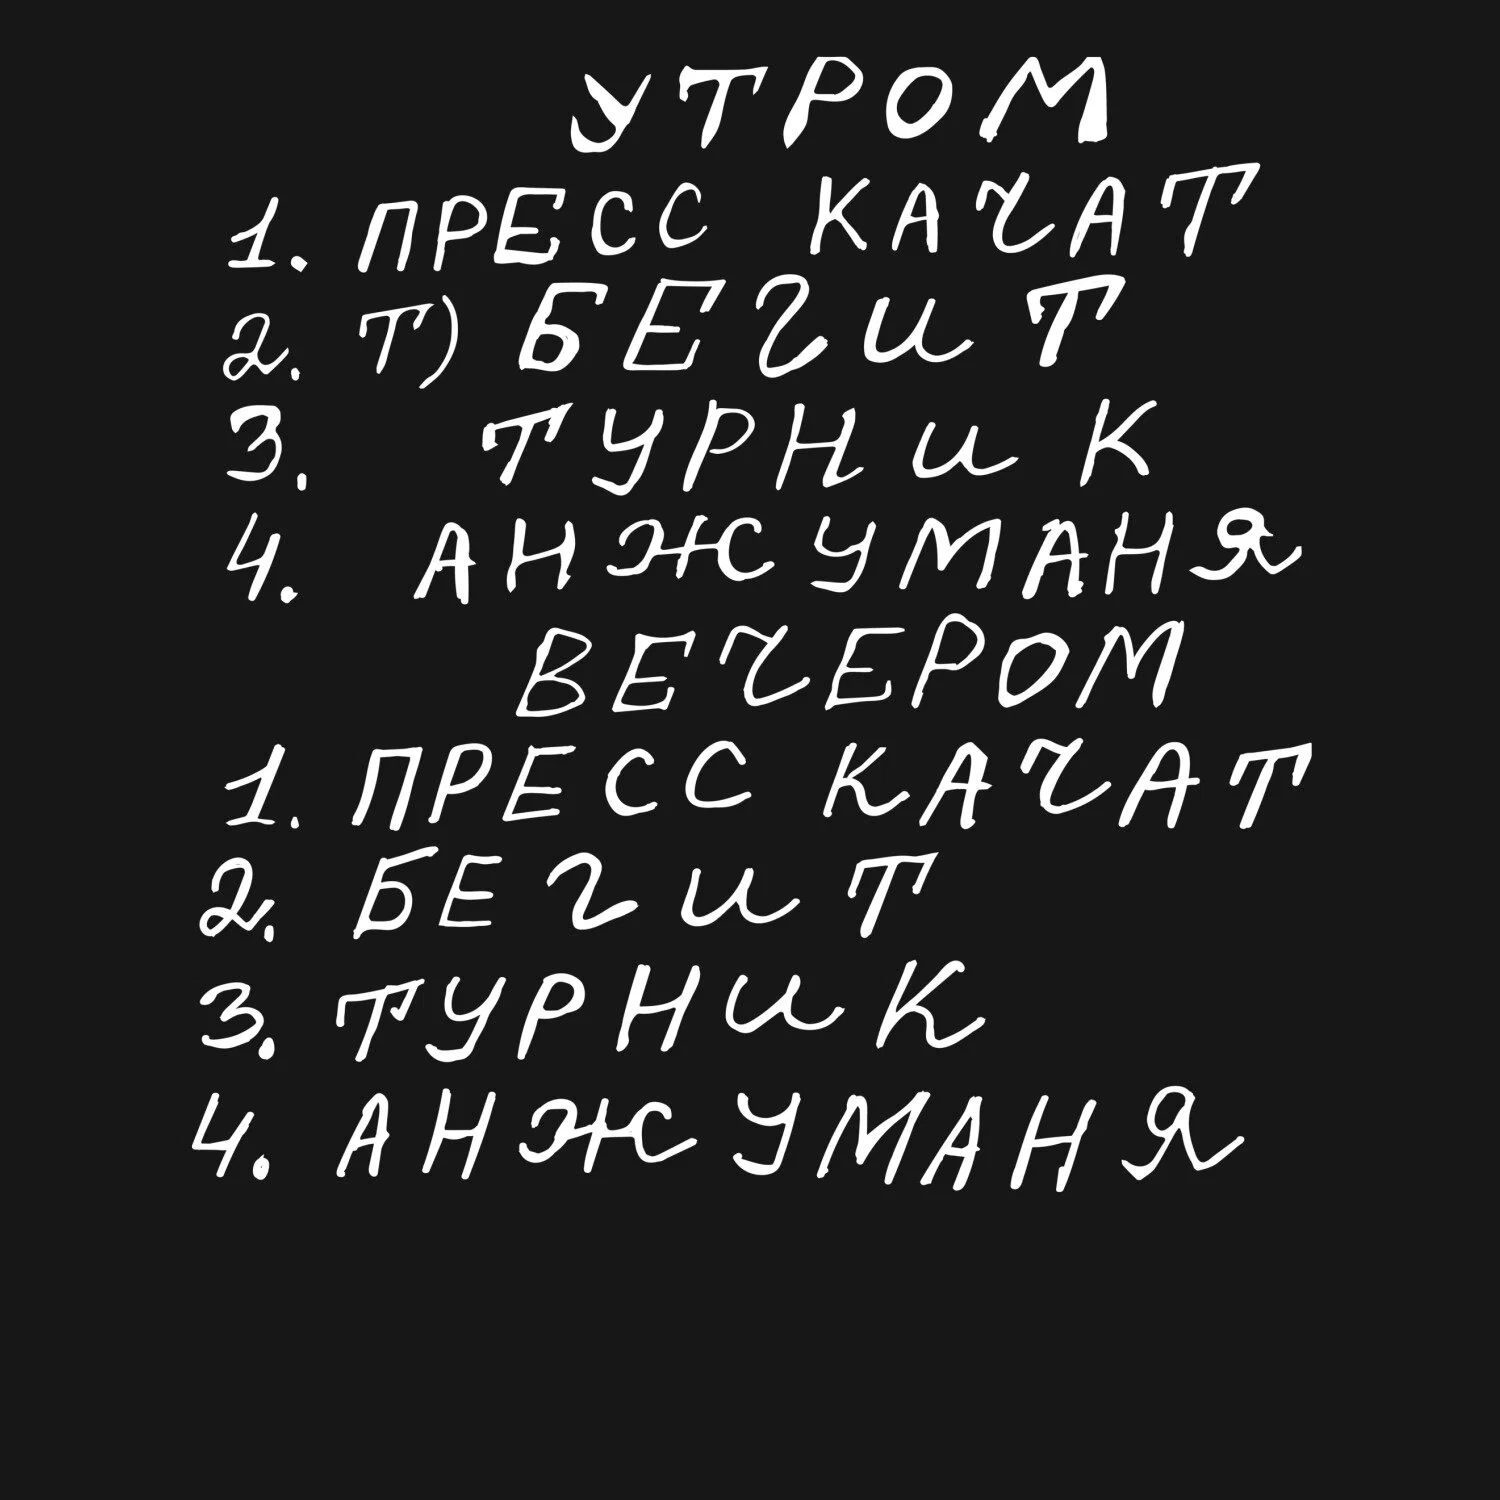 УТРОМ
1. ПРЕСС КАЧАТ
2. Т) БЕГИТ
3. ТУРНИК
4. АНЖУМАНЯ
ВЕЧЕРОМ
1. ПРЕСС КАЧАТ
2. БЕГИТ
3. ТУРНИК
4. АНЖУМАНЯ